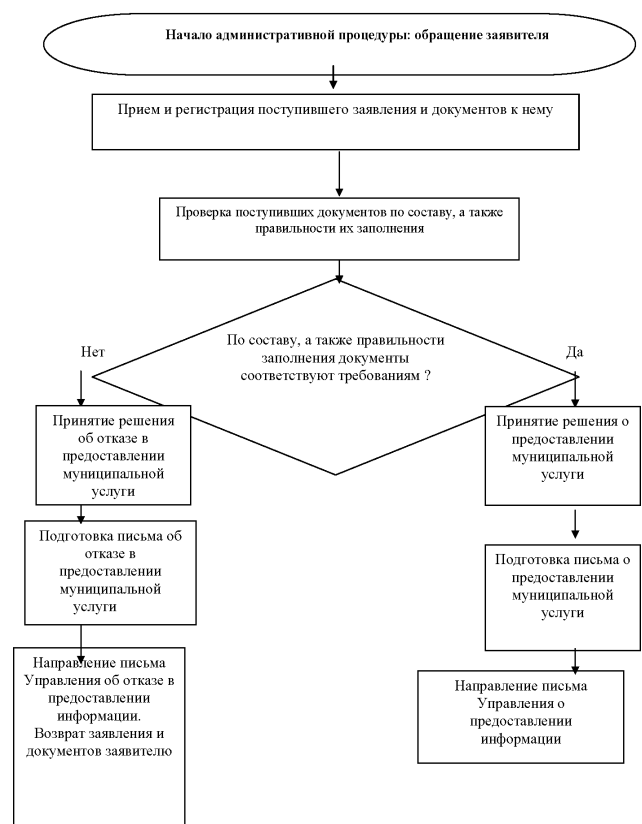 Начало административной процедуры: обращение заявителя
Прием и регистрация поступившего заявления и документов к нему
Проверка поступивших документов по составу, а также
правильности их заполнения
По составу, а также правильности
заполнения документы
соответствуют требованиям ?
Нет
Да
Принятие решения
об отказе в
предоставлении
муниципальной
услуги
Принятие решения о
предоставлении
муниципальной
услуги
Подготовка письма об
отказе в
предоставлении
муниципальной
услуги
Подготовка письма о
предоставлении
муниципальной
услуги
Направление письма
Управления об отказе в
предоставлении
информации.
Возврат заявления и
документов заявителю
Направление письма
Управления о
предоставлении
информации